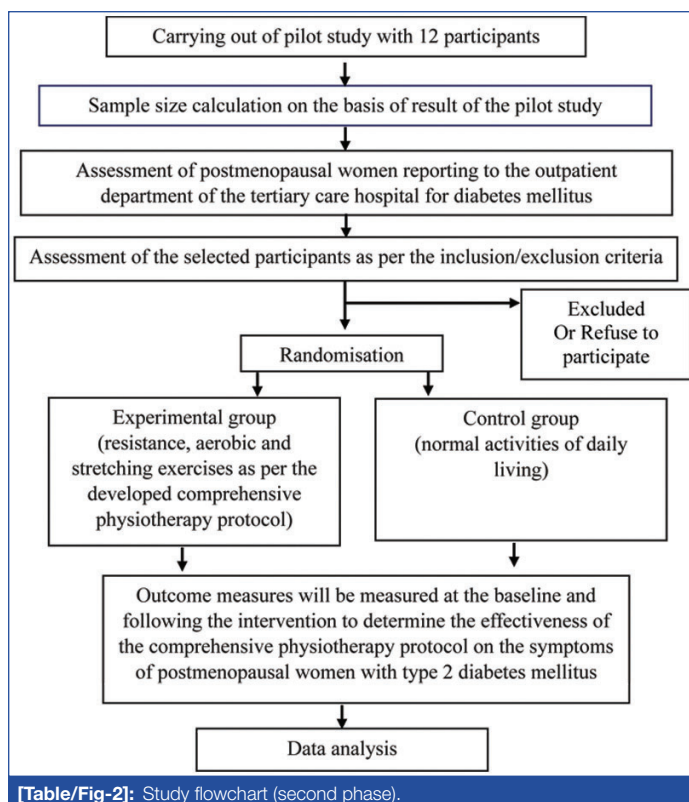 Carrying out of pilot study with 12 participants
Sample size calculation on the basis of result of the pilot study
Assessment of postmenopausal women reporting to the outpatient
department of the tertiary care hospital for diabetes mellitus
Assessment of the selected participants as per the inclusion/exclusion criteria
Excluded
Or Refuse to
participate
Randomisation
Experimental group
(resistance, aerobic and
stretching exercises as per the
developed comprehensive
physiotherapy protocol)
Control group
(normal activities of daily
living)
Outcome measures will be measured at the baseline and
following the intervention to determine the effectiveness of
the comprehensive physiotherapy protocol on the symptoms
of postmenopausal women with type 2 diabetes mellitus
Data analysis
[Table/Fig-2]: Study flowchart (second phase).